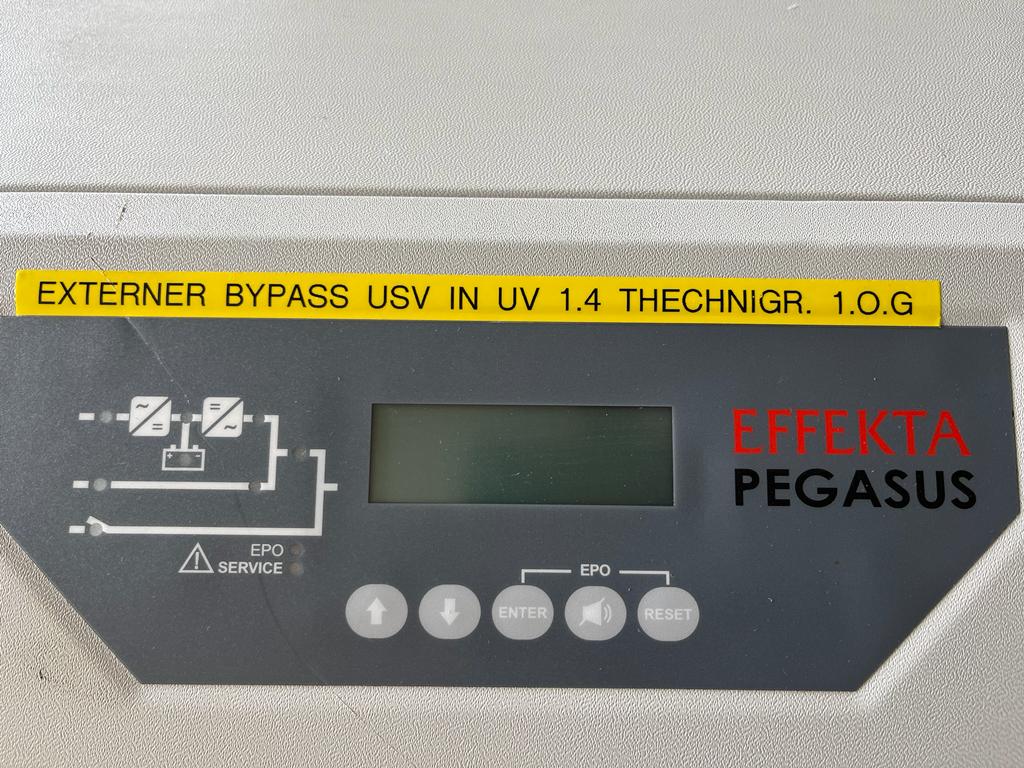 EXTERNER BYPASS USV IN UV 1.4 THECHNIGR. 1.O.G
EFFEKTA
PEGASUS
EPO
SERVICE
EPO
ENTER
RESET